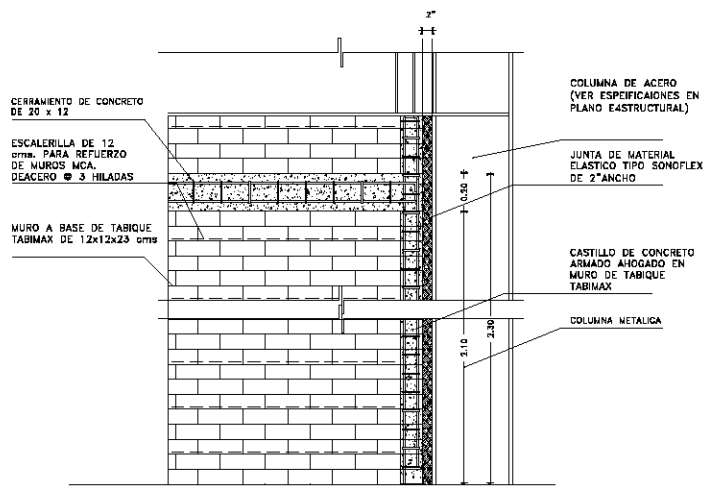 2"
CERRAMIENTO DE CONCRETO
DE 20 x 12
ESCALERILLA DE 12
cms. PARA REFUERZO
DE MUROS MCA.
DEACERO @ 3 HILADAS
MURO A BASE DE TABIQUE
TABIMAX DE 12x12x23 cms
COLUMNA DE ACERO
(VER ESPEIFICAIONES EN
PLANO EASTRUCTURAL)
JUNTA DE MATERIAL
ELASTICO TIPO SONOFLEX
DE 2"ANCHO
CASTILLO DE CONCRETO
ARMADO AHOGADO EN
MURO DE TABIQUE
TABIMAX
COLUMNA METALICA
0.20
2.10
2.30